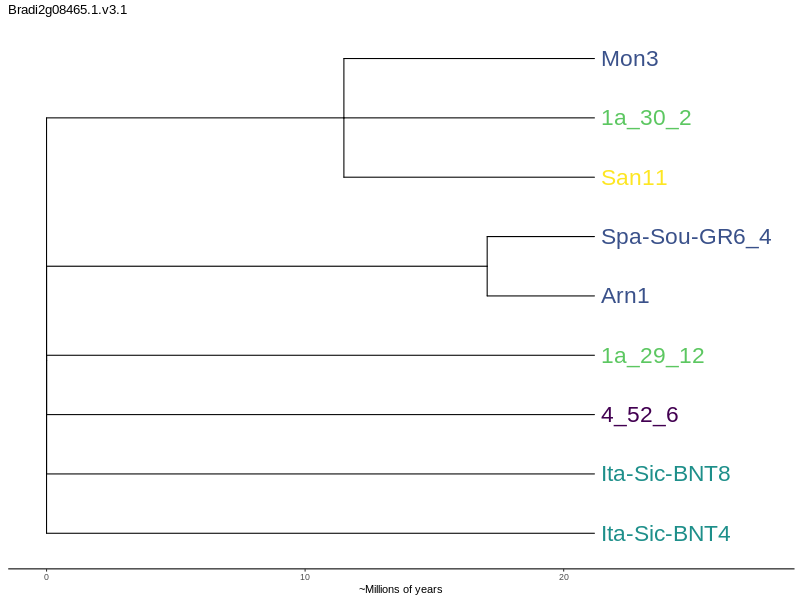 Bradi2g08465.1.v3.1
Mon3
1a_30_2
San11
Spa-Sou-GR6_4
Arn1
1a_29_12
4_52_6
Ita-Sic-BNT8
Ita-Sic-BNT4
0 10 20
~Millions of years